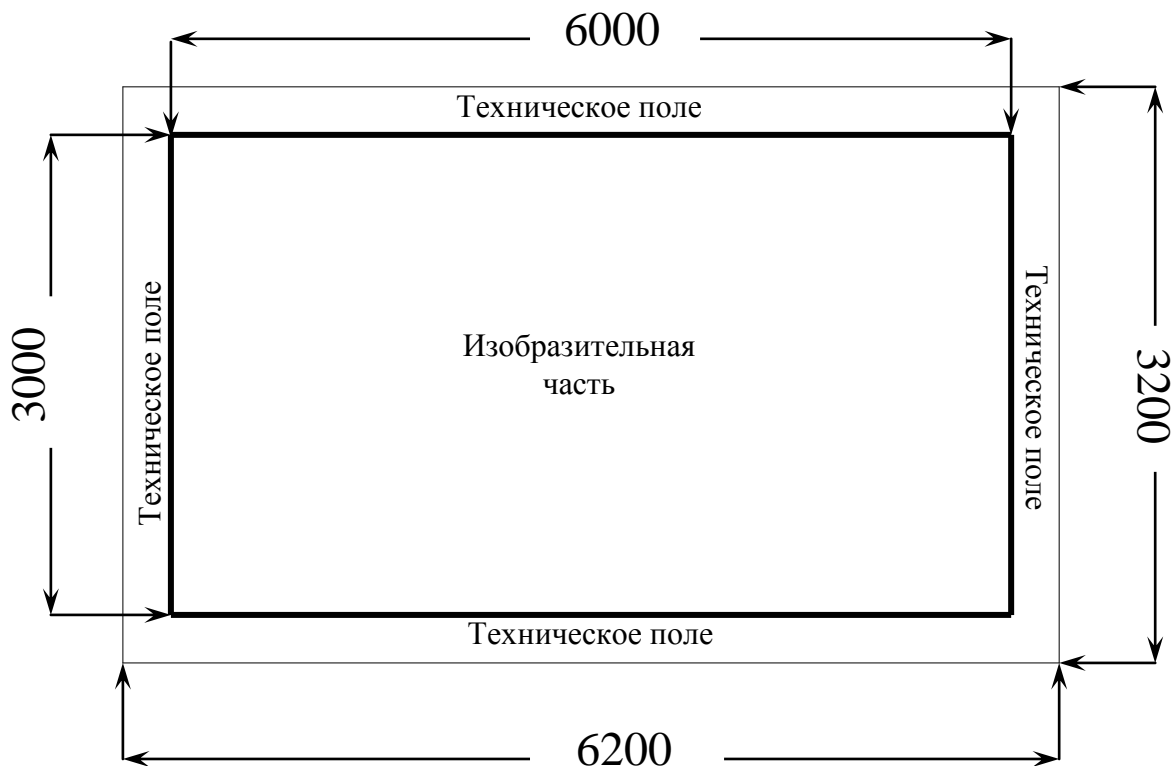 6000
Техническое поле
3000
Техническое поле
Изобразительная
часть
Техническое поле
3200
Техническое поле
6200